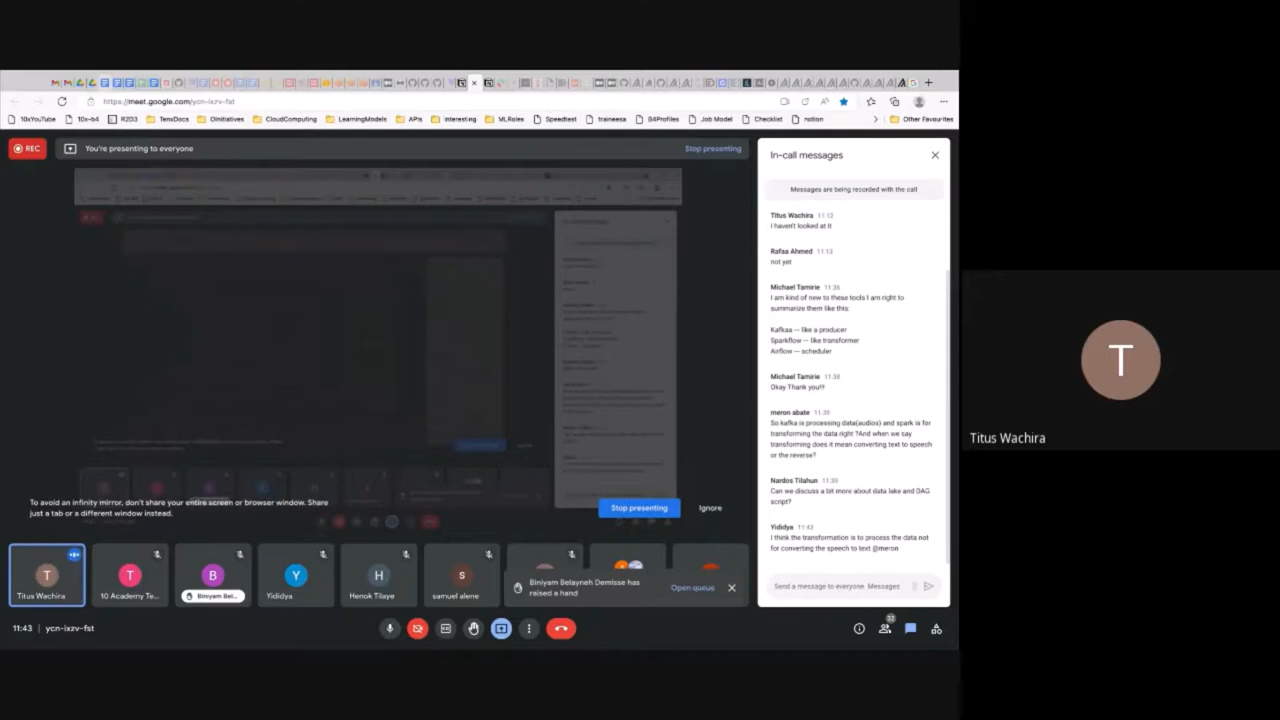 https://meet.google.com/ycn-ixzv-fst
10xYouTube
10x-b4
R2D3
TenxDocs
OInitiatives
CloudComputing
LearningModels
APIs
Interesting
MLRoles
Speedtest
traineesa
B4Profiles
Job Model
Checklist
notion
Other Favourites
REC
You're presenting to everyone
Stop presenting
To avoid an infinity mirror, don't share your entire screen or browser window. Share
just a tab or a different window instead.
Stop presenting
Ignore
Titus Wachira
10 Academy Te...
Biniyam Bel...
Yididya
Henok Tilaye
samuel alene
Biniyam Belayneh Demisse has
raised a hand
Open queue
11:43 | ycn-ixzv-fst
In-call messages
Messages are being recorded with the call
Titus Wachira 11:12
I haven't looked at it
Rafaa Ahmed 11:13
not yet
Michael Tamirie
I am kind of new to these tools I am right to
summarize them like this:
Kafkaa -- like a producer
Sparkflow -- like transformer
Airflow -- scheduler
Michael Tamirie
Okay Thank you!!!
meron abate
So kafka is processing data(audios) and spark is for
transforming the data right ?And when we say
transforming does it mean converting text to speech
or the reverse?
Nardos Tilahun
Can we discuss a bit more about data lake and DAG
script?
Yididya 11:43
I think the transformation is to process the data not
for converting the speech to text @meron
Send a message to everyone. Messages
T
T
B
Y
H
s
T
Titus Wachira